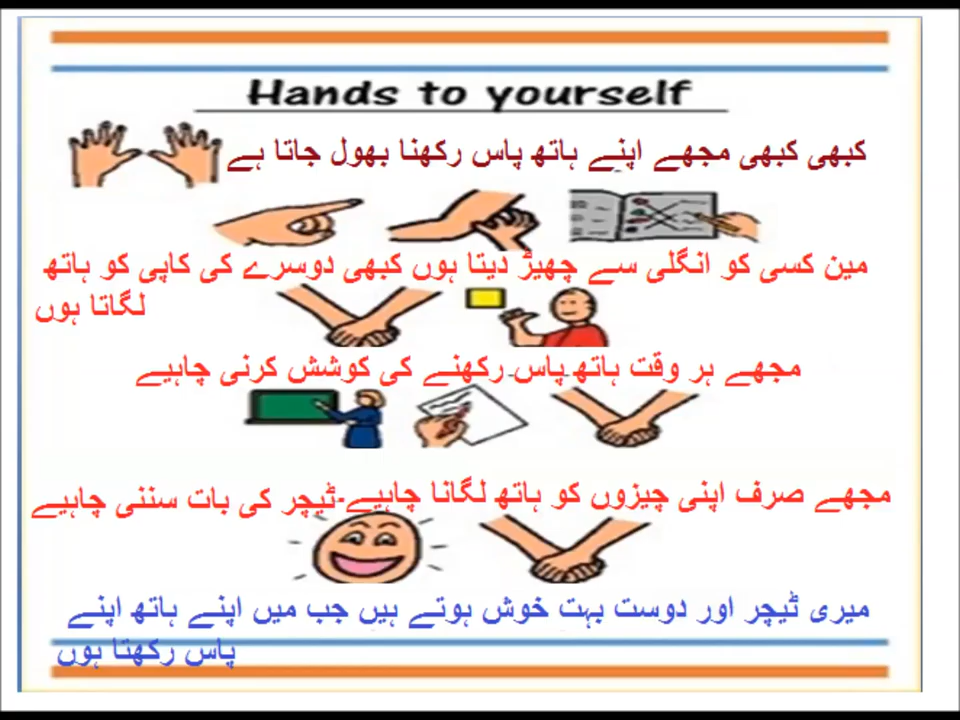 Hands to yourself
کبھی کبھی مجھے اپنے ہاتھ پاس رکھنا بھول جاتا ہے
مین کسی کو انگلی سے چھیڑ دیتا ہوں کبھی دوسرے کی کاپی کو ہاتھ
لگاتا ہوں
مجھے ہر وقت ہاتھ پاس رکھنے کی کوشش کرنی چاہیے
مجھے صرف اپنی چیزوں کو ہاتھ لگانا چاہیے۔ٹیچر کی بات سننی چاہیے
میری ٹیچر اور دوست بہت خوش ہوتے ہیں جب میں اپنے ہاتھ اپنے
پاس رکھتا ہوں